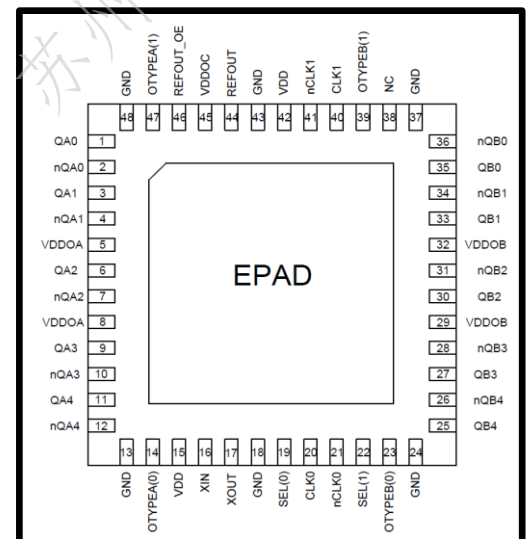 苏州
GND OTYPEA(1) REFOUT_OE VDDOC REFOUT GND VDD nCLK1 CLK1 OTYPEB(1) NC GND
48 47 46 45 44 43 42 41 40 39 38 37
QA0 1 36 nQB0
nQA0 2 35 QB0
QA1 3 34 nQB1
nQA1 4 33 QB1
VDDOA 5 32 VDDOB
QA2 6 31 nQB2
EPAD
nQA2 7 30 QB2
VDDOA 8 29 VDDOB
QA3 9 28 nQB3
nQA3 10 27 QB3
QA4 11 26 nQB4
nQA4 12 25 QB4
13 14 15 16 17 18 19 20 21 22 23 24
GND OTYPEA(0) VDD XIN XOUT GND SEL(0) CLK0 nCLK0 SEL(1) OTYPEB(0) GND